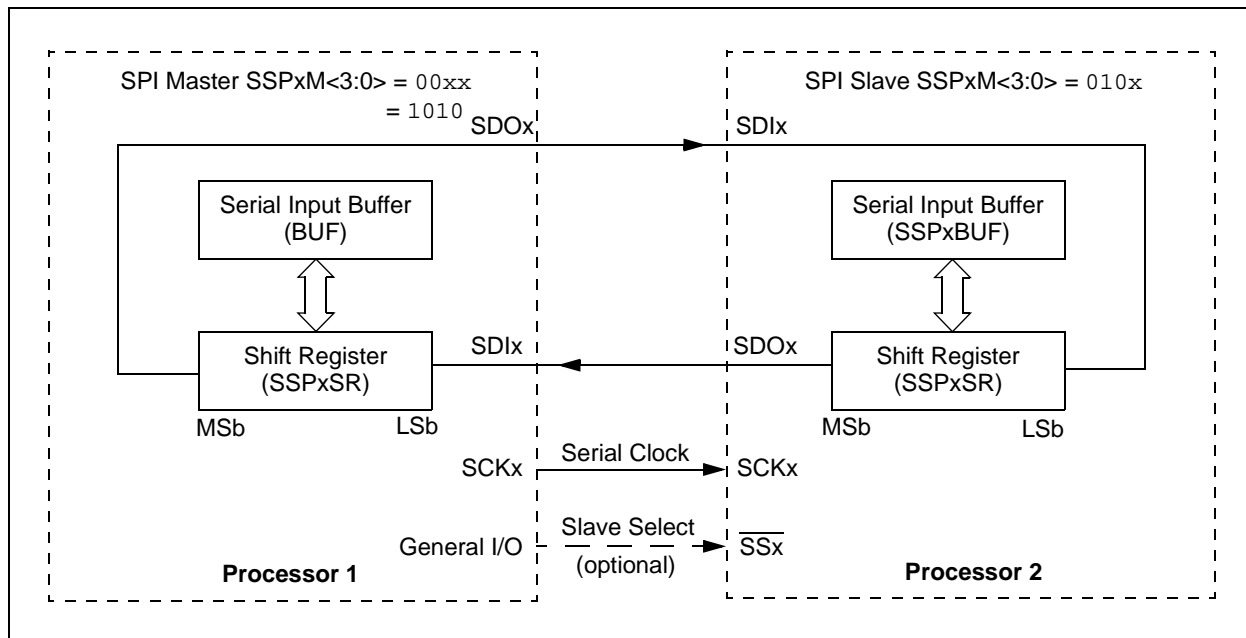 SPI Master SSPxM<3:0> = 00xx
= 1010
SDOx
Serial Input Buffer
(BUF)
Shift Register
(SSPxSR)
MSb
LSb
SDIx
SCKx
General I/O
Processor 1
Serial Clock
Slave Select
(optional)
SPI Slave SSPxM<3:0> = 010x
SDIx
Serial Input Buffer
(SSPxBUF)
SDOx
Shift Register
(SSPxSR)
MSb
LSb
SCKx
SSx
Processor 2